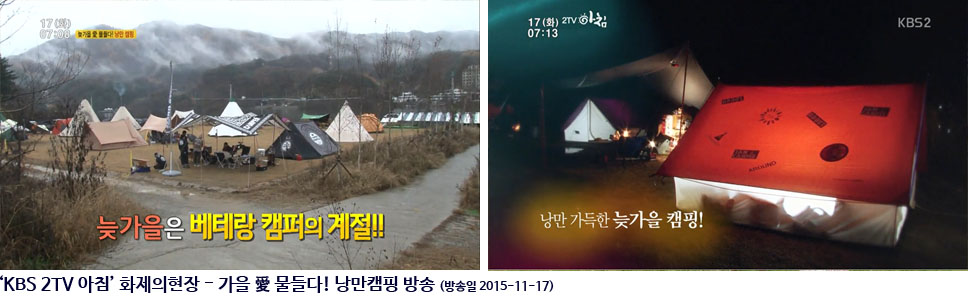 17(화)
07:08
늦가을 愛 물들다! 낭만 캠핑
늦가을은 베테랑 캠퍼의 계절!!
17(화) 2TV 아침
07:13
KBS2
AROUND
낭만 가득한 늦가을 캠핑!
‘KBS 2TV 아침’ 화제의현장 - 가을 愛 물들다! 낭만캠핑 방송 (방송일 2015-11-17)